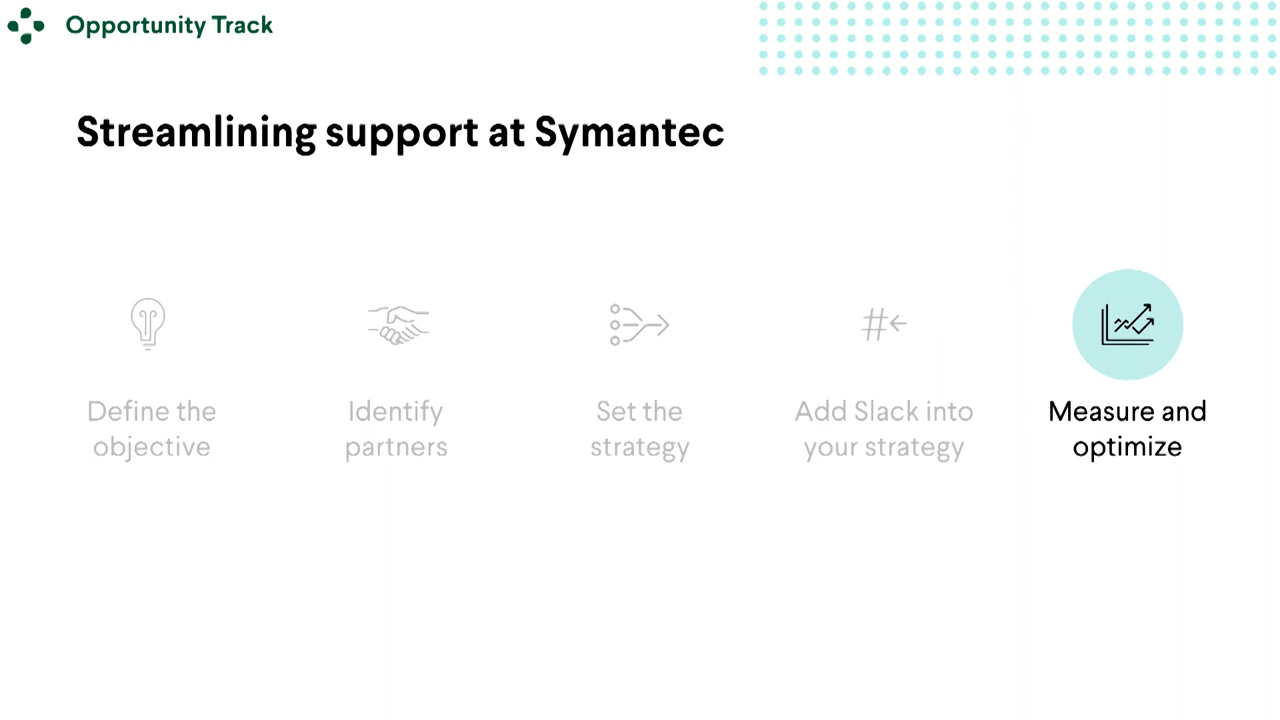 Opportunity Track
Streamlining support at Symantec
Define the
objective
Identify
partners
Set the
strategy
Add Slack into
your strategy
Measure and
optimize